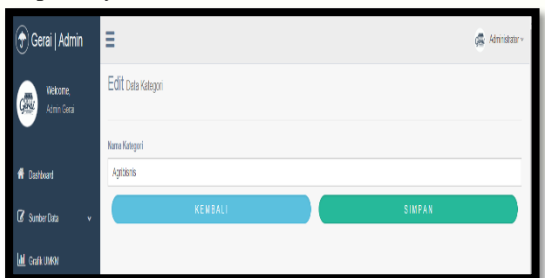 Gerai | Admin
Administrator
Welcome,
Admin Gerai
Edit Data Kategori
Nama Kategori
Agribisnis
KEMBALI
SIMPAN
Dashboard
Sumber Data
Grafik UMKM